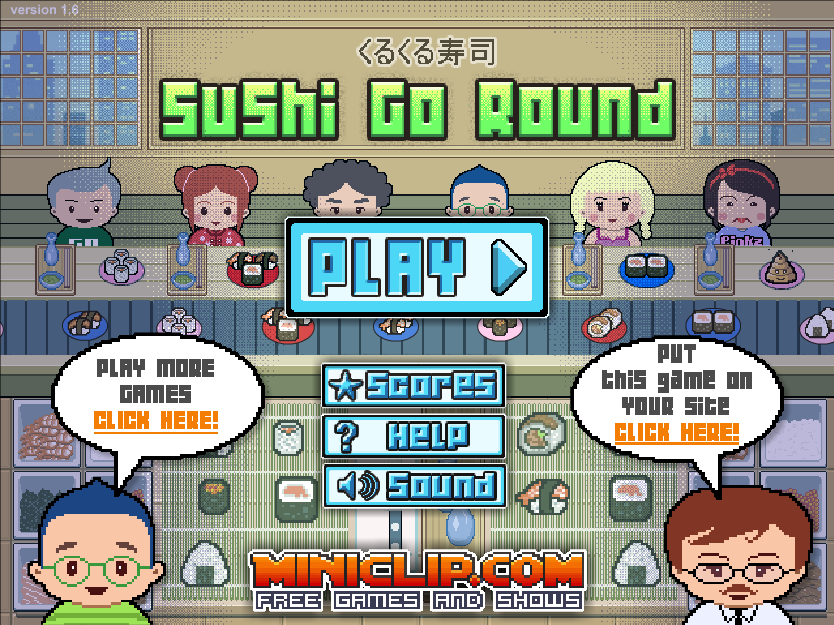 version 1.6
くるくる寿司
Sushi Go Round
PLAY
PLAY MORE
GAMES
CLICK HERE!
PUT
this game on
YOUR SITE
CLICK HERE!
Scores
? Help
Sound
MINICLIP.COM
FREE GAMES AND SHOWS